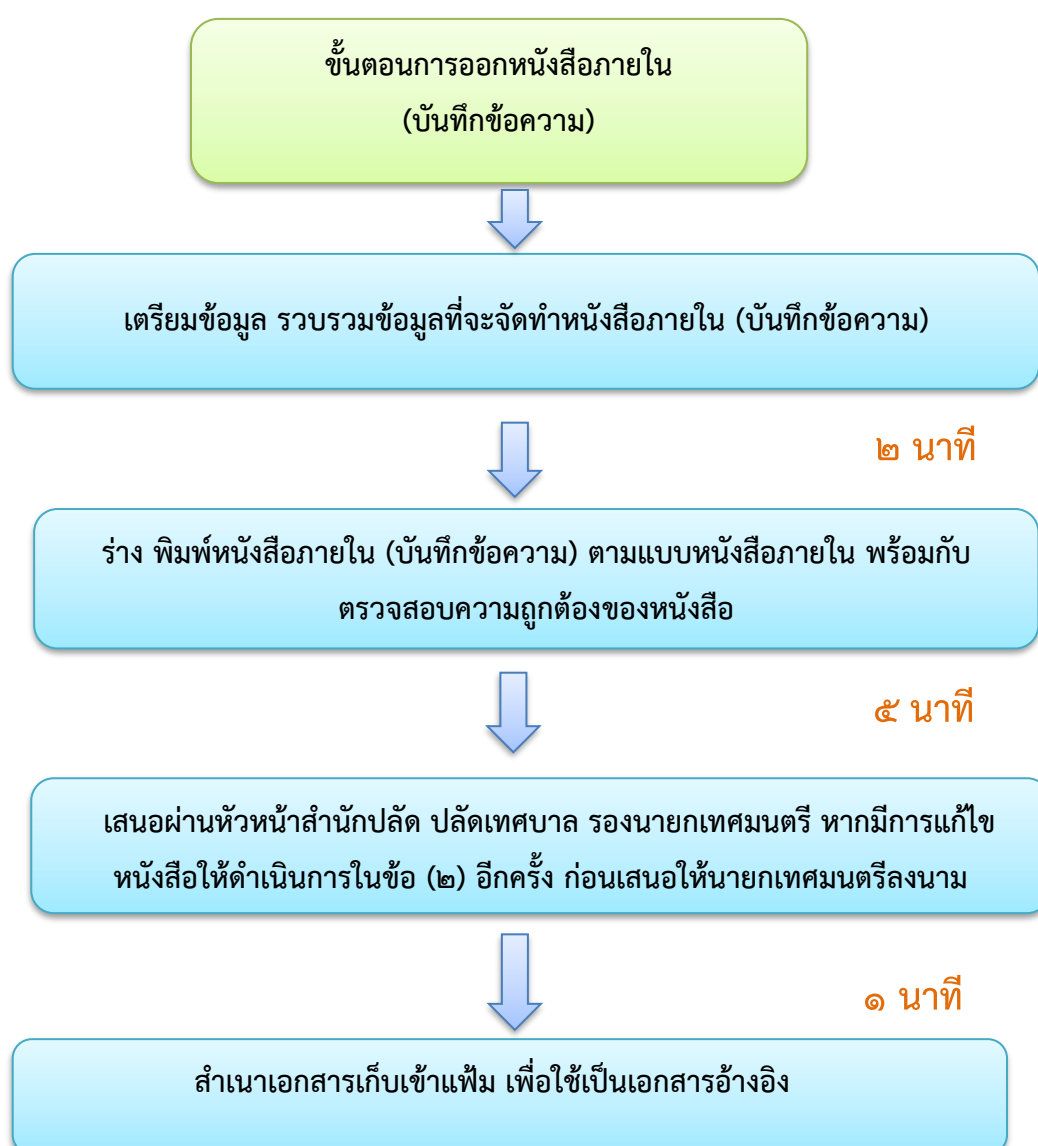 ขั้นตอนการออกหนังสือภายใน
(บันทึกข้อความ)
เตรียมข้อมูล รวบรวมข้อมูลที่จะจัดทำหนังสือภายใน (บันทึกข้อความ)
๒ นาที
ร่าง พิมพ์หนังสือภายใน (บันทึกข้อความ) ตามแบบหนังสือภายใน พร้อมกับ
ตรวจสอบความถูกต้องของหนังสือ
๕ นาที
เสนอผ่านหัวหน้าสำนักปลัด ปลัดเทศบาล รองนายกเทศมนตรี หากมีการแก้ไข
หนังสือให้ดำเนินการในข้อ (๒) อีกครั้ง ก่อนเสนอให้นายกเทศมนตรีลงนาม
๑ นาที
สำเนาเอกสารเก็บเข้าแฟ้ม เพื่อใช้เป็นเอกสารอ้างอิง